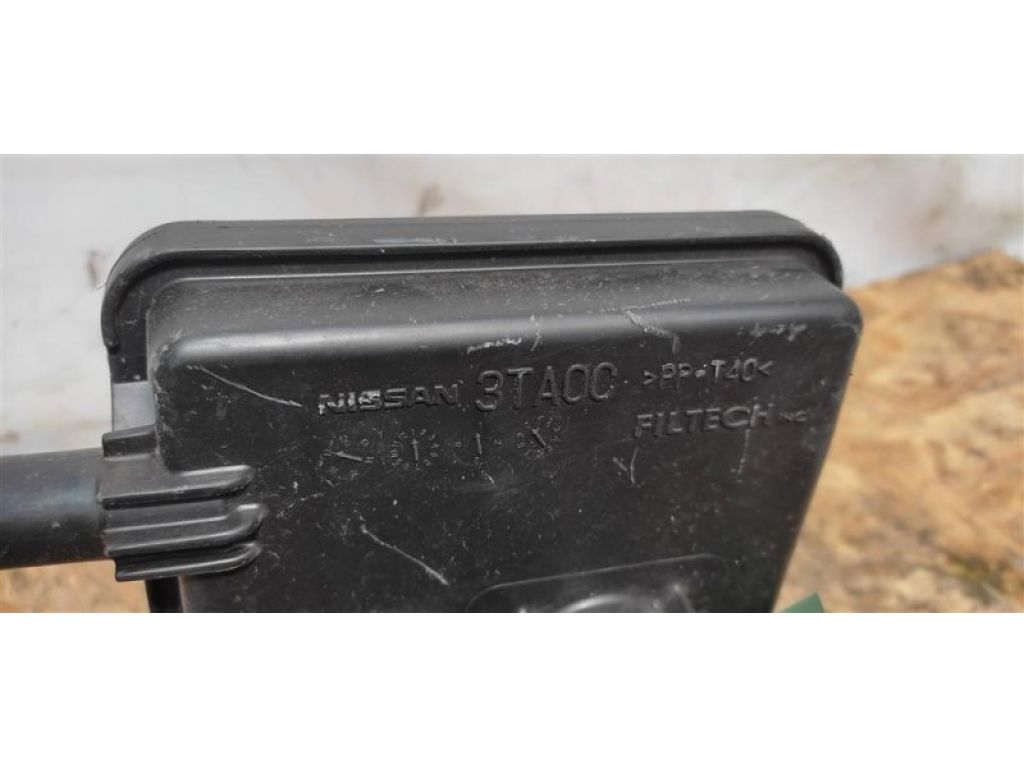 NISSAN 3TA0C >PP-T40<
FILTECH INC